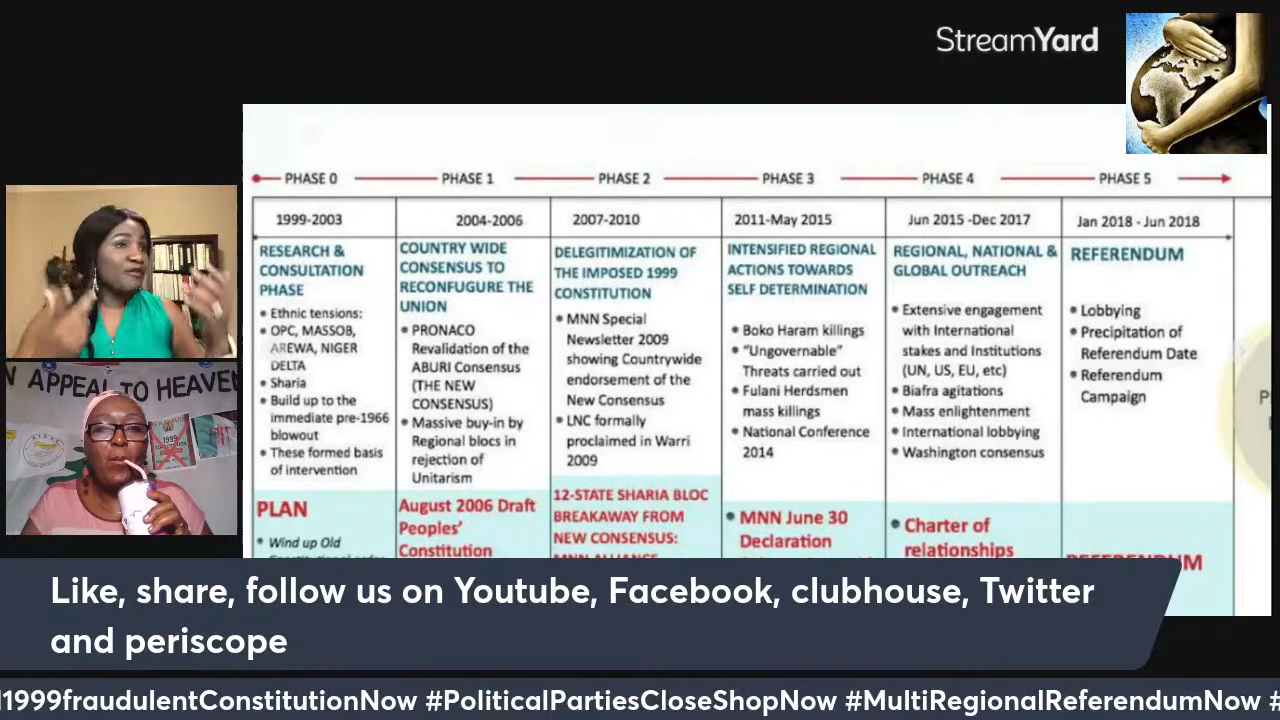 StreamYard
PHASE 0
PHASE 1
PHASE 2
PHASE 3
PHASE 4
PHASE 5
1999-2003
2004-2006
2007-2010
2011-May 2015
Jun 2015 -Dec 2017
Jan 2018 - Jun 2018
RESEARCH &
CONSULTATION
PHASE
• Ethnic tensions:
• OPC, MASSOB,
AREWA, NIGER
DELTA
• Sharia
• Build up to the
immediate pre-1966
blowout
• These formed basis
of intervention
PLAN
• Wind up Old
COUNTRY WIDE
CONSENSUS TO
RECONFUGURE THE
UNION
• PRONACO
Revalidation of the
ABURI Consensus
(THE NEW
CONSENSUS)
• Massive buy-in by
Regional blocs in
rejection of
Unitarism
August 2006 Draft
Peoples'
Constitution
DELEGITIMIZATION OF
THE IMPOSED 1999
CONSTITUTION
• MNN Special
Newsletter 2009
showing Countrywide
endorsement of the
New Consensus
• LNC formally
proclaimed in Warri
2009
12-STATE SHARIA BLOC
BREAKAWAY FROM
NEW CONSENSUS:
MNN ALLIANCE
INTENSIFIED REGIONAL
ACTIONS TOWARDS
SELF DETERMINATION
• Boko Haram killings
• "Ungovernable"
Threats carried out
• Fulani Herdsmen
mass killings
• National Conference
2014
• MNN June 30
Declaration
REGIONAL, NATIONAL &
GLOBAL OUTREACH
• Extensive engagement
with International
stakes and Institutions
(UN, US, EU, etc)
• Biafra agitations
• Mass enlightenment
• International lobbying
• Washington consensus
• Charter of
relationships
REFERENDUM
• Lobbying
• Precipitation of
Referendum Date
• Referendum
Campaign
REFERENDUM
N APPEAL TO HEAVEN
1999
Like, share, follow us on Youtube, Facebook, clubhouse, Twitter
and periscope
1999fraudulentConstitutionNow #PoliticalPartiesCloseShopNow #MultiRegionalReferendumNow #